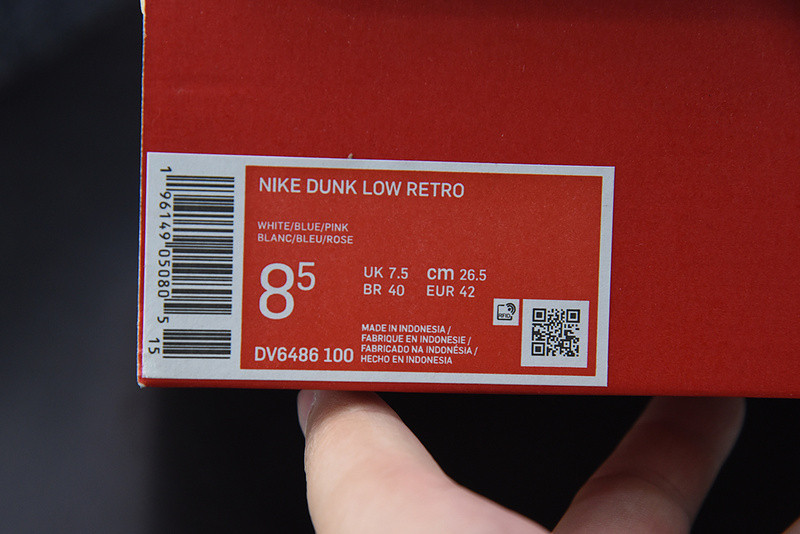 NIKE DUNK LOW RETRO
WHITE/BLUE/PINK
BLANC/BLEU/ROSE
8⁵
UK 7.5 cm 26.5
BR 40 EUR 42
RFID
MADE IN INDONESIA /
FABRIQUE EN INDONESIE /
FABRICADO NA INDONÉSIA /
HECHO EN INDONESIA
DV6486 100
1 96149 05080 5 15